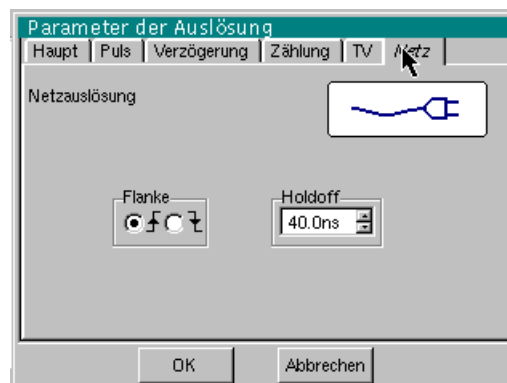 Parameter der Auslösung
Haupt Puls Verzögerung Zählung TV Netz
Netzauslösung
Flanke Holdoff
40.0ns
OK Abbrechen